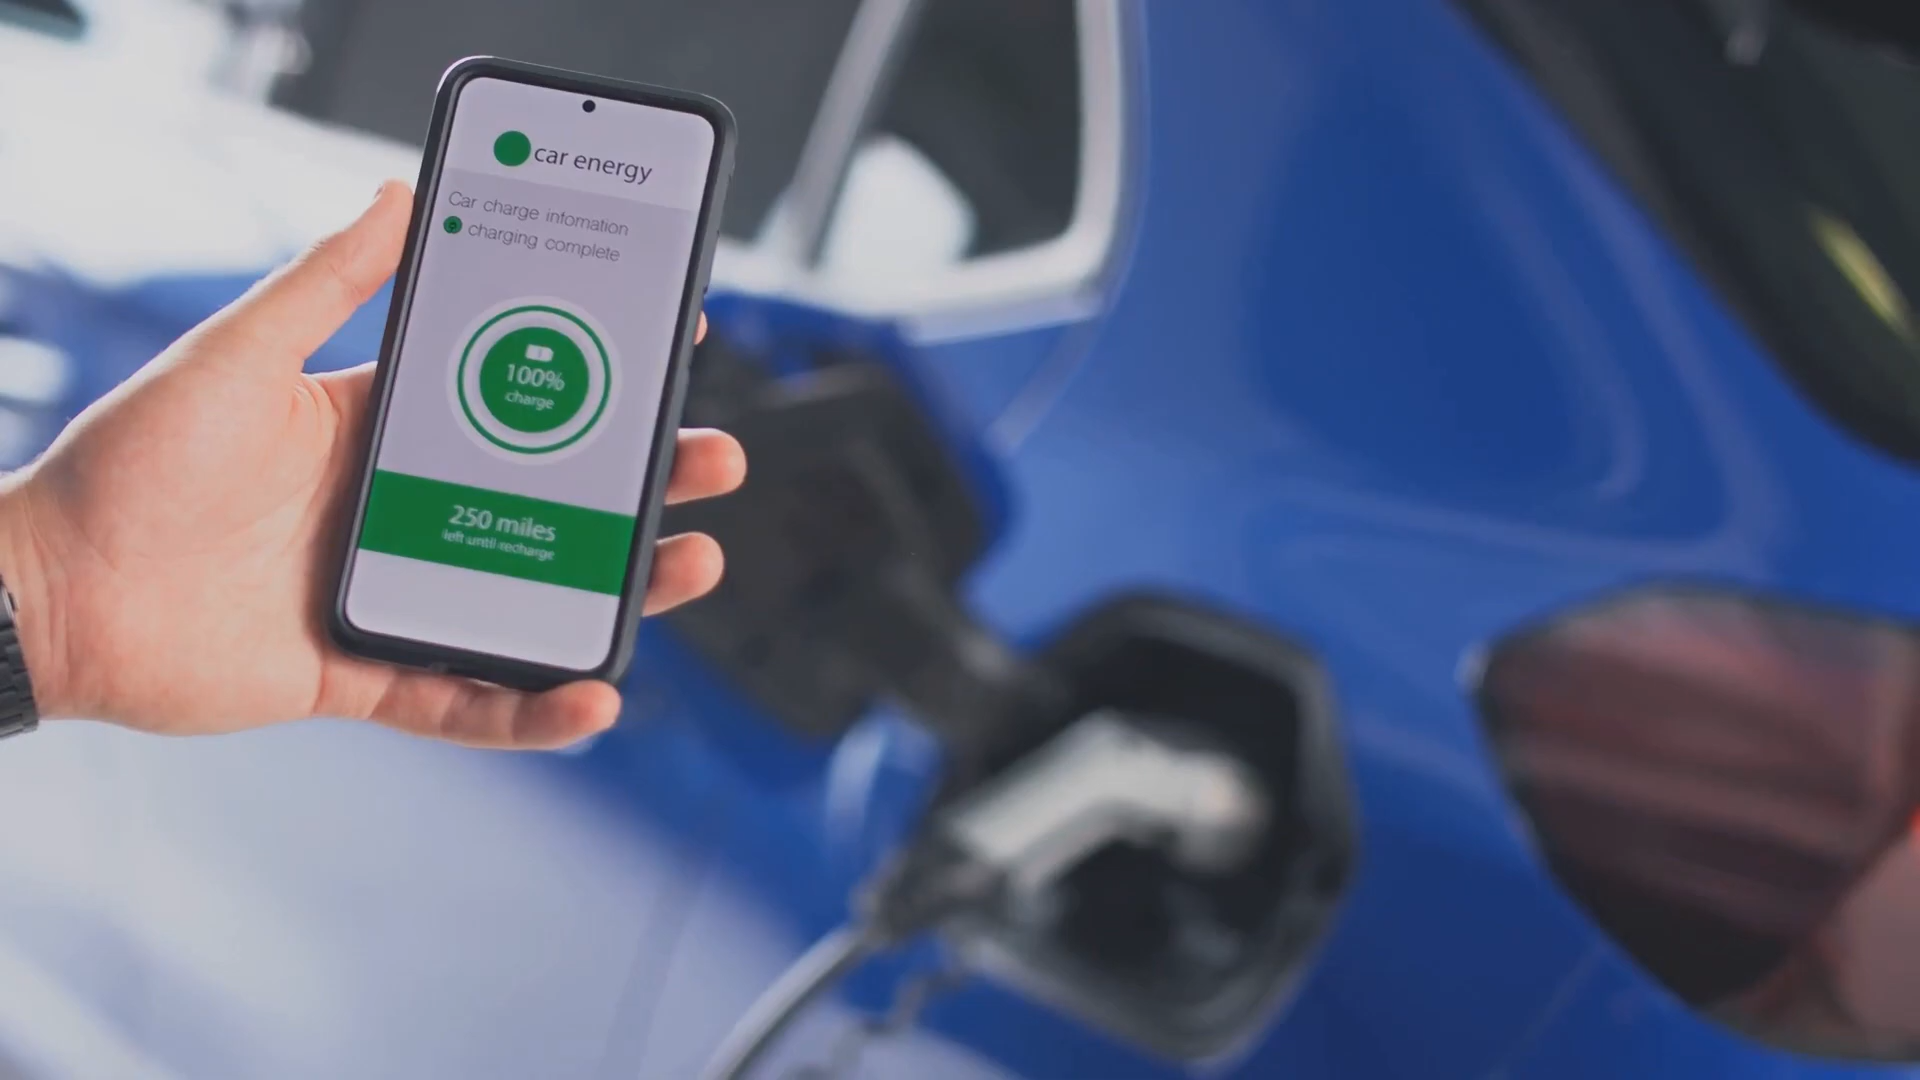 car energy
Car charge infomation
charging complete
100%
charge
250 miles
left until recharge